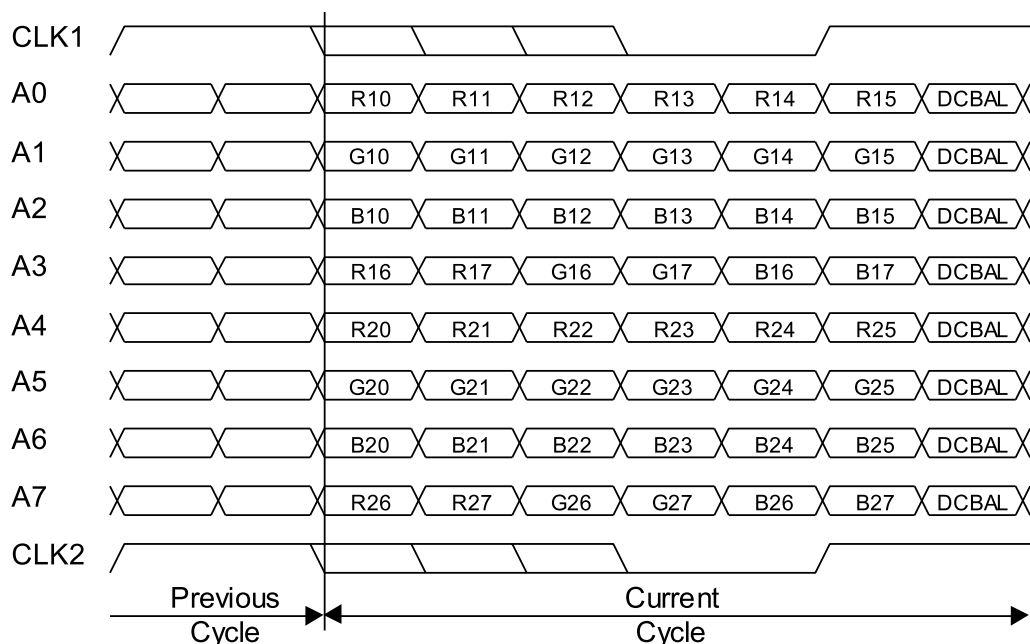 CLK1
A0 R10 R11 R12 R13 R14 R15 DCBAL
A1 G10 G11 G12 G13 G14 G15 DCBAL
A2 B10 B11 B12 B13 B14 B15 DCBAL
A3 R16 R17 G16 G17 B16 B17 DCBAL
A4 R20 R21 R22 R23 R24 R25 DCBAL
A5 G20 G21 G22 G23 G24 G25 DCBAL
A6 B20 B21 B22 B23 B24 B25 DCBAL
A7 R26 R27 G26 G27 B26 B27 DCBAL
CLK2
Previous Current
Cycle Cycle